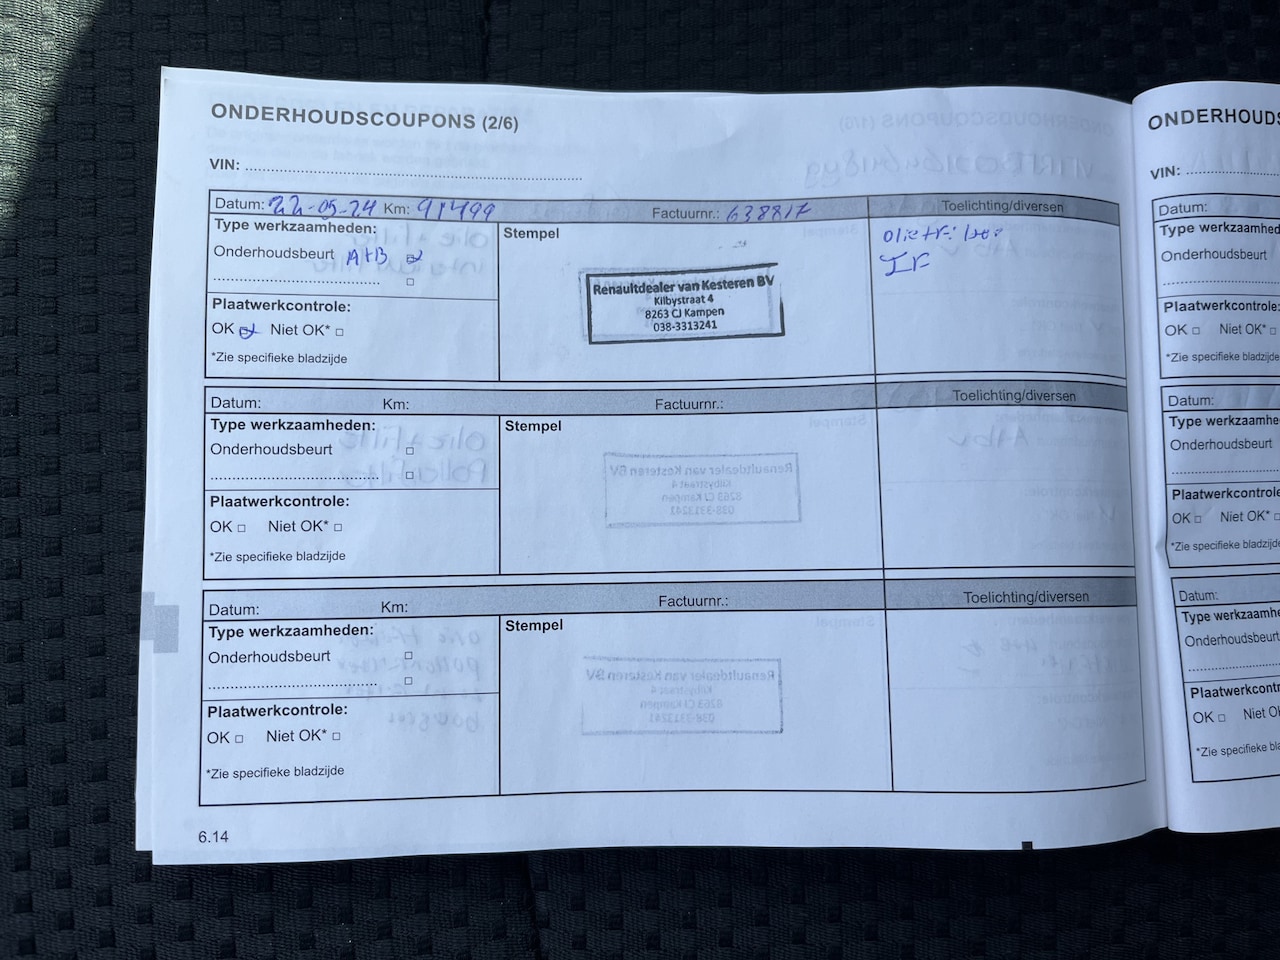 ONDERHOUDSCOUPONS (2/6)
VIN:
Datum: 22-05-24 Km: 91499 Factuurnr.: 638817 Toelichting/diversen
Type werkzaamheden:
Onderhoudsbeurt A+B
Stempel
Renaultdealer van Kesteren BV
Kilbystraat 4
8263 CJ Kampen
038-3313241
Plaatwerkcontrole:
OK Niet OK*
*Zie specifieke bladzijde
Datum: Km: Factuurnr.: Toelichting/diversen
Type werkzaamheden:
Onderhoudsbeurt
Stempel
Plaatwerkcontrole:
OK Niet OK*
*Zie specifieke bladzijde
Datum: Km: Factuurnr.: Toelichting/diversen
Type werkzaamheden:
Onderhoudsbeurt
Stempel
Plaatwerkcontrole:
OK Niet OK*
*Zie specifieke bladzijde
6.14
ONDERHOUDS
VIN:
Datum:
Type werkzaamhed
Onderhoudsbeurt
Plaatwerkcontrole
OK Niet OK*
*Zie specifieke bladzijde
Datum:
Type werkzaamhe
Onderhoudsbeurt
Plaatwerkcontrole
OK Niet OK*
*Zie specifieke bladzijde
Datum:
Type werkzaamhe
Onderhoudsbeurt
Plaatwerkcontr
OK Niet
*Zie specifieke bla